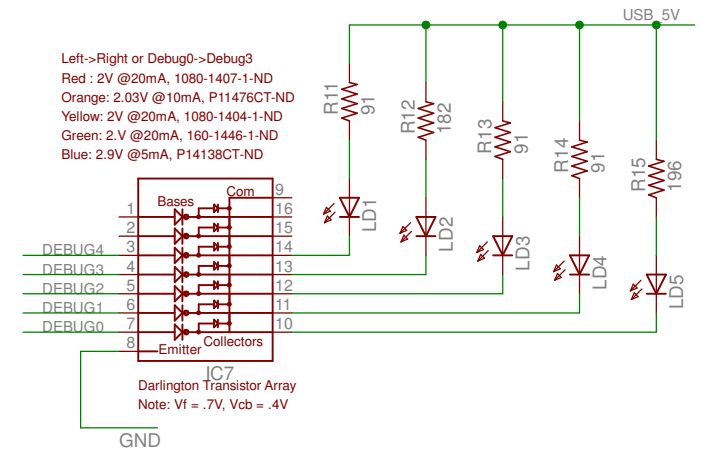 USB_5V
Left->Right or Debug0->Debug3
Red : 2V @20mA, 1080-1407-1-ND
Orange: 2.03V @10mA, P11476CT-ND
Yellow: 2V @20mA, 1080-1404-1-ND
Green: 2.V @20mA, 160-1446-1-ND
Blue: 2.9V @5mA, P14138CT-ND
R11
91
R12
182
R13
91
R14
91
R15
196
LD1
LD2
LD3
LD4
LD5
Com
9
Bases
1
16
2
15
DEBUG4
3
14
DEBUG3
4
13
DEBUG2
5
12
DEBUG1
6
11
DEBUG0
7
10
8
Emitter
Collectors
IC7
Darlington Transistor Array
Note: Vf = .7V, Vcb = .4V
GND